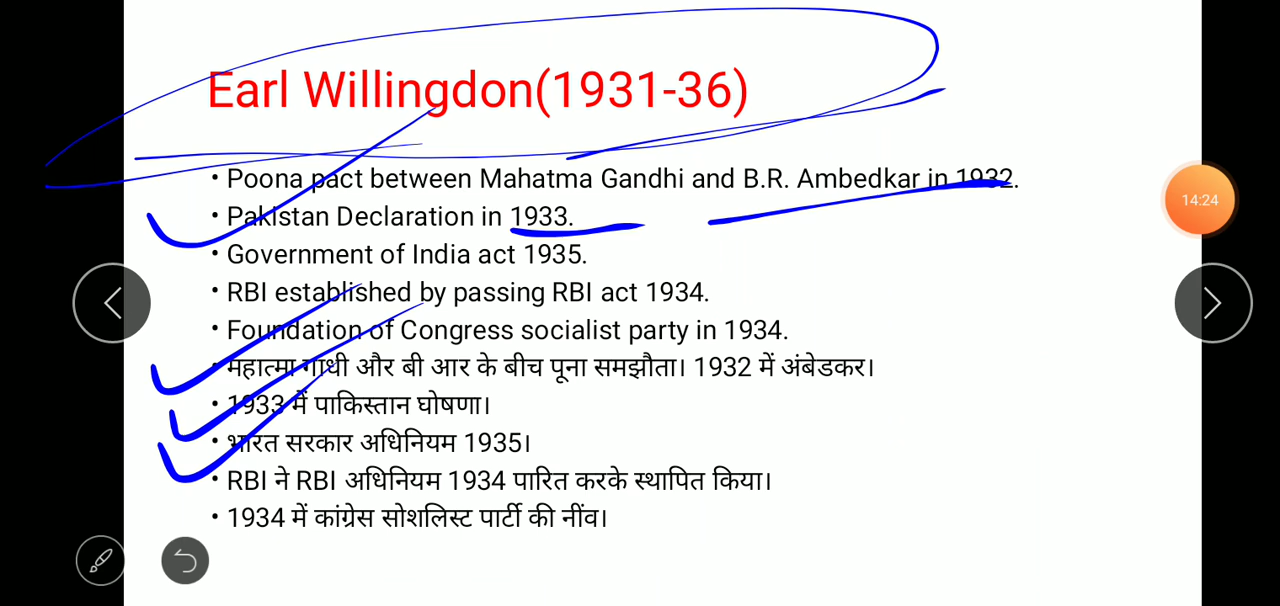 Earl Willingdon(1931-36)
• Poona pact between Mahatma Gandhi and B.R. Ambedkar in 1932.
• Pakistan Declaration in 1933.
14:24
• Government of India act 1935.
• RBI established by passing RBI act 1934.
• Foundation of Congress socialist party in 1934.
• महात्मा गांधी और बी आर के बीच पूना समझौता। 1932 में अंबेडकर।
• 1933 में पाकिस्तान घोषणा।
• भारत सरकार अधिनियम 1935।
• RBI ने RBI अधिनियम 1934 पारित करके स्थापित किया।
• 1934 में कांग्रेस सोशलिस्ट पार्टी की नींव।